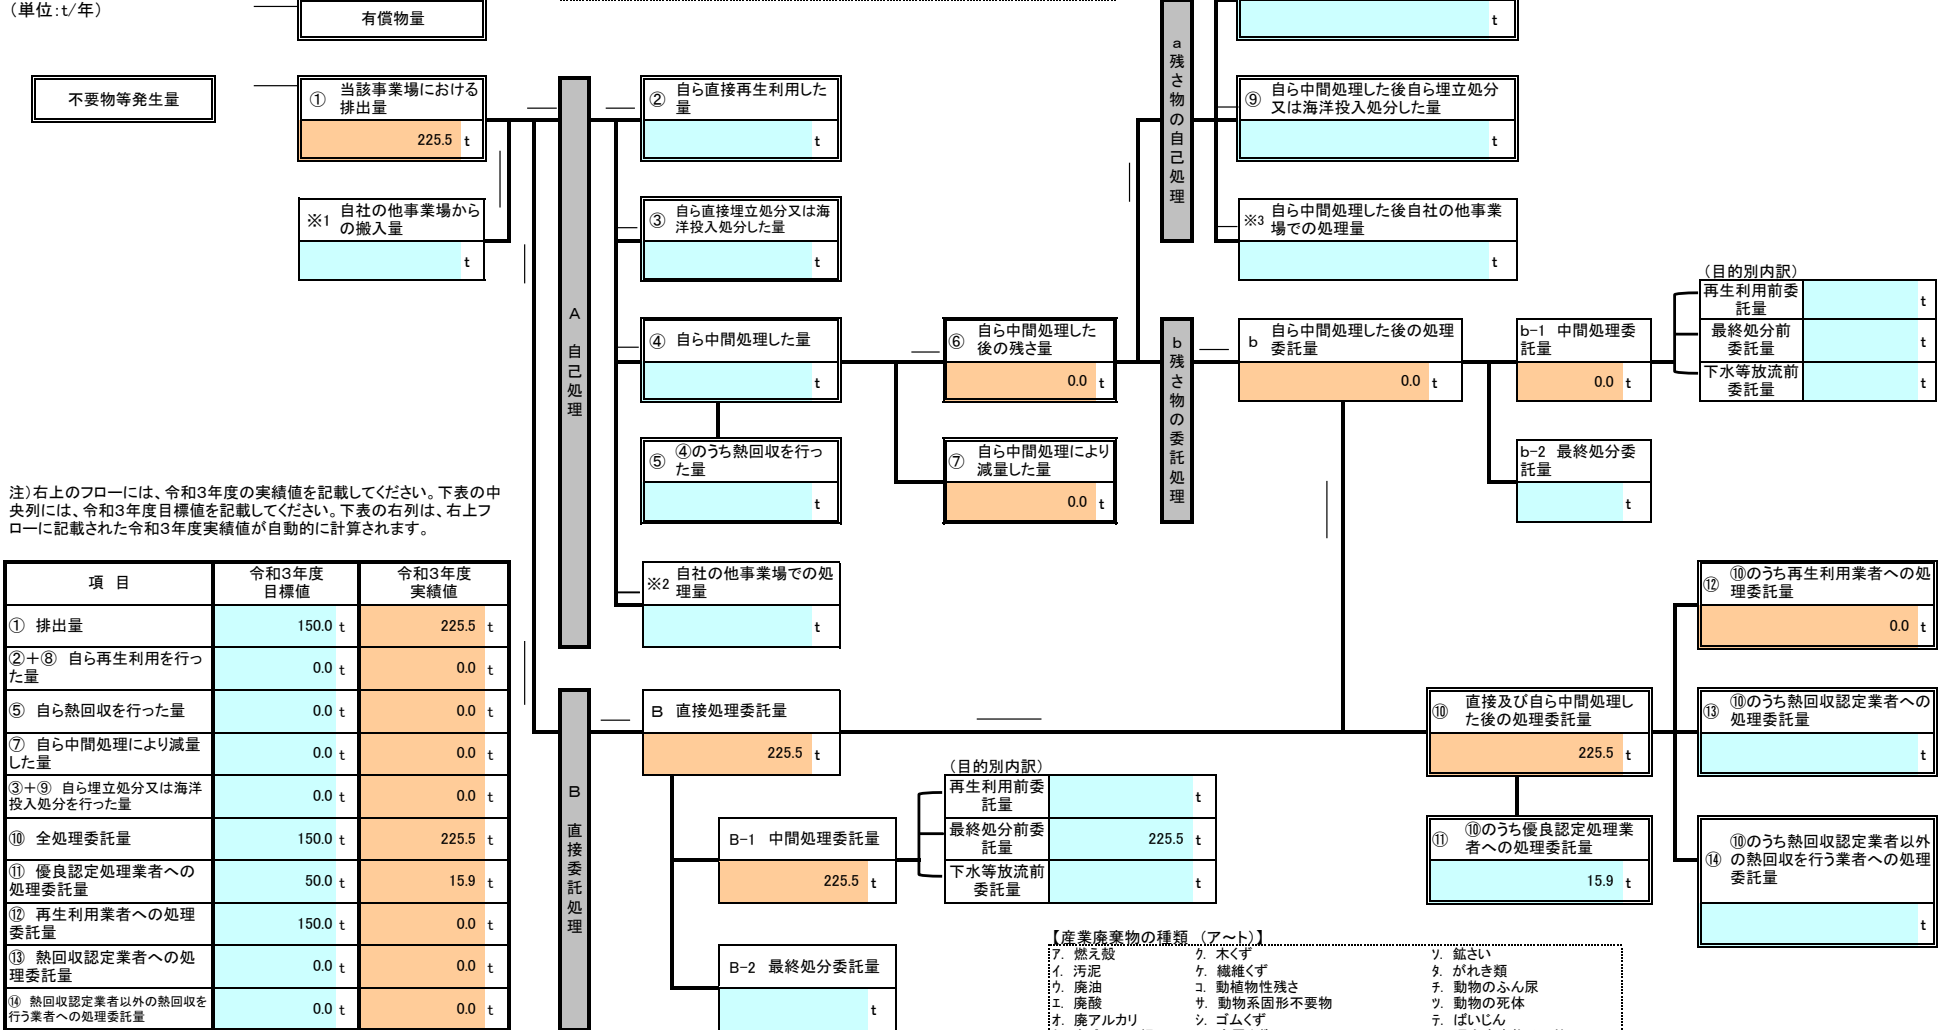 （単位:t/年）
有償物量
t
不要物等発生量
① 当該事業場における
排出量
225.5 t
※1 自社の他事業場から
の搬入量
t
A 自己処理
② 自ら直接再生利用した
量
t
③ 自ら直接埋立処分又は海
洋投入処分した量
t
④ 自ら中間処理した量
t
⑤ ④のうち熱回収を行っ
た量
t
※2 自社の他事業場での処
理量
t
⑥ 自ら中間処理した
後の残さ量
0.0 t
⑦ 自ら中間処理により
減量した量
0.0 t
a 残さ物の自己処理
⑨ 自ら中間処理した後自ら埋立処分
又は海洋投入処分した量
t
※3 自ら中間処理した後自社の他事業
場での処理量
t
b 残さ物の委託処理
b 自ら中間処理した後の処理
委託量
0.0 t
b-1 中間処理委
託量
0.0 t
b-2 最終処分委
託量
t
（目的別内訳）
再生利用前委
託量
t
最終処分前
委託量
t
下水等放流前
委託量
t
注）右上のフローには、令和3年度の実績値を記載してください。下表の中
央列には、令和3年度目標値を記載してください。下表の右列は、右上フ
ローに記載された令和3年度実績値が自動的に計算されます。
項 目 令和3年度
目標値 令和3年度
実績値
① 排出量 150.0 t 225.5 t
②＋⑧ 自ら再生利用を行っ
た量 0.0 t 0.0 t
⑤ 自ら熱回収を行った量 0.0 t 0.0 t
⑦ 自ら中間処理により減量
した量 0.0 t 0.0 t
③＋⑨ 自ら埋立処分又は海洋
投入処分を行った量 0.0 t 0.0 t
⑩ 全処理委託量 150.0 t 225.5 t
⑪ 優良認定処理業者への
処理委託量 50.0 t 15.9 t
⑫ 再生利用業者への処理
委託量 150.0 t 0.0 t
⑬ 熱回収認定業者への処
理委託量 0.0 t 0.0 t
⑭ 熱回収認定業者以外の熱回収を
行う業者への処理委託量 0.0 t 0.0 t
B 直接委託処理
B 直接処理委託量
225.5 t
B-1 中間処理委託量
225.5 t
B-2 最終処分委託量
t
（目的別内訳）
再生利用前委
託量
t
最終処分前委
託量
225.5 t
下水等放流前
委託量
t
⑩ 直接及び自ら中間処理し
た後の処理委託量
225.5 t
⑪ ⑩のうち優良認定処理業
者への処理委託量
15.9 t
⑫ ⑩のうち再生利用業者への処
理委託量
0.0 t
⑬ ⑩のうち熱回収認定業者への
処理委託量
t
⑭ ⑩のうち熱回収認定業者以外
の熱回収を行う業者への処理
委託量
t
【産業廃棄物の種類 （ア～ト）】
ア. 燃え殻 ク. 木くず ソ. 鉱さい
イ. 汚泥 ケ. 繊維くず タ. がれき類
ウ. 廃油 コ. 動植物性残さ チ. 動物のふん尿
エ. 廃酸 サ. 動物系固形不要物 ツ. 動物の死体
オ. 廃アルカリ シ. ゴムくず テ. ばいじん